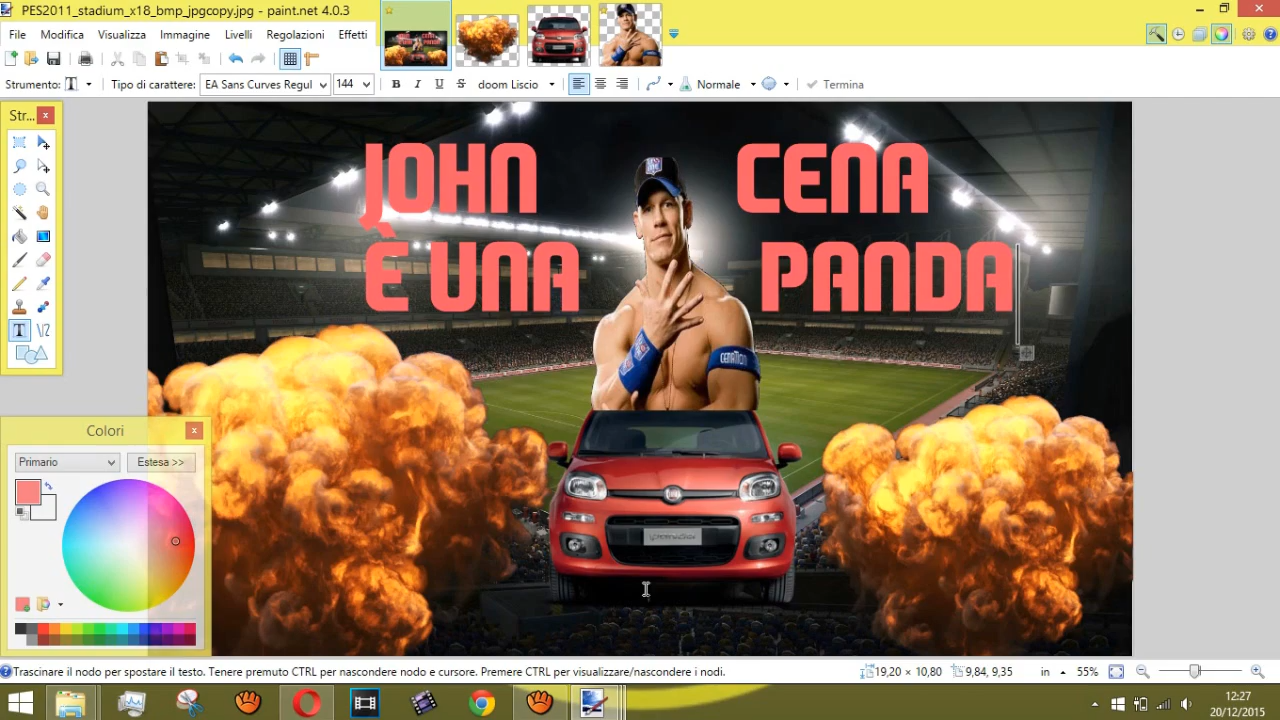 PES2011_stadium_x18_bmp_jpgcopy.jpg - paint.net 4.0.3
Modifica Visualizza Immagine Livelli Regolazioni Effetti
Strumento: T Tipo di carattere: EA Sans Curves Regul 144 B I U S doom Liscio Normale Termina
Str...
JOHN CENA
È UNA PANDA
CENATION
Colori
Primario Estesa >>
Trascinare il nodo per spostare il testo. Tenere premuto CTRL per nascondere nodo e cursore. Premere CTRL per visualizzare/nascondere i nodi. 19,20 × 10,80 9,84, 9,35 in 55%
12:27
20/12/2015